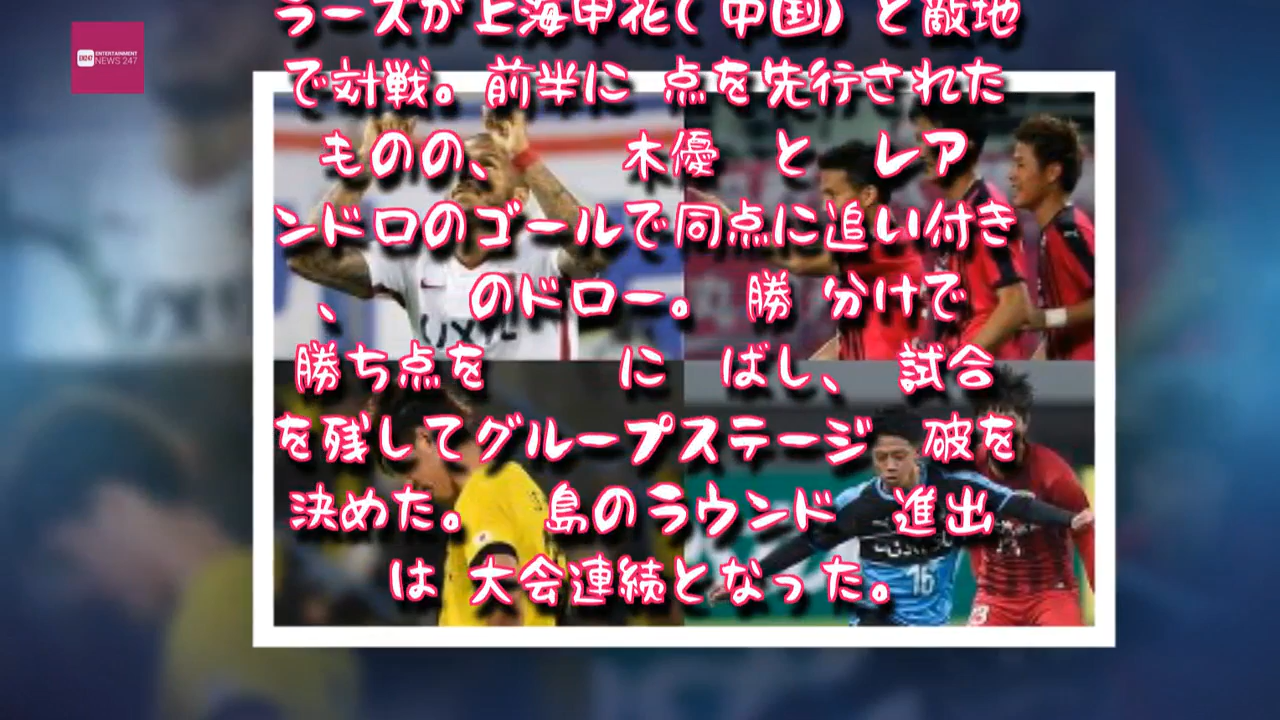 ENTERTAINMENT
NEWS 247
ラーズが上海申花( 中国) と敵地
で対戦。前半に 点を先行された
ものの、 木優 と レア
ンドロのゴールで同点に追い付き
、 のドロー。 勝 分けで
勝ち点を に ばし、 試合
を残してグループステージ 破を
決めた。 島のラウンド 進出
は 大会連続となった。
16